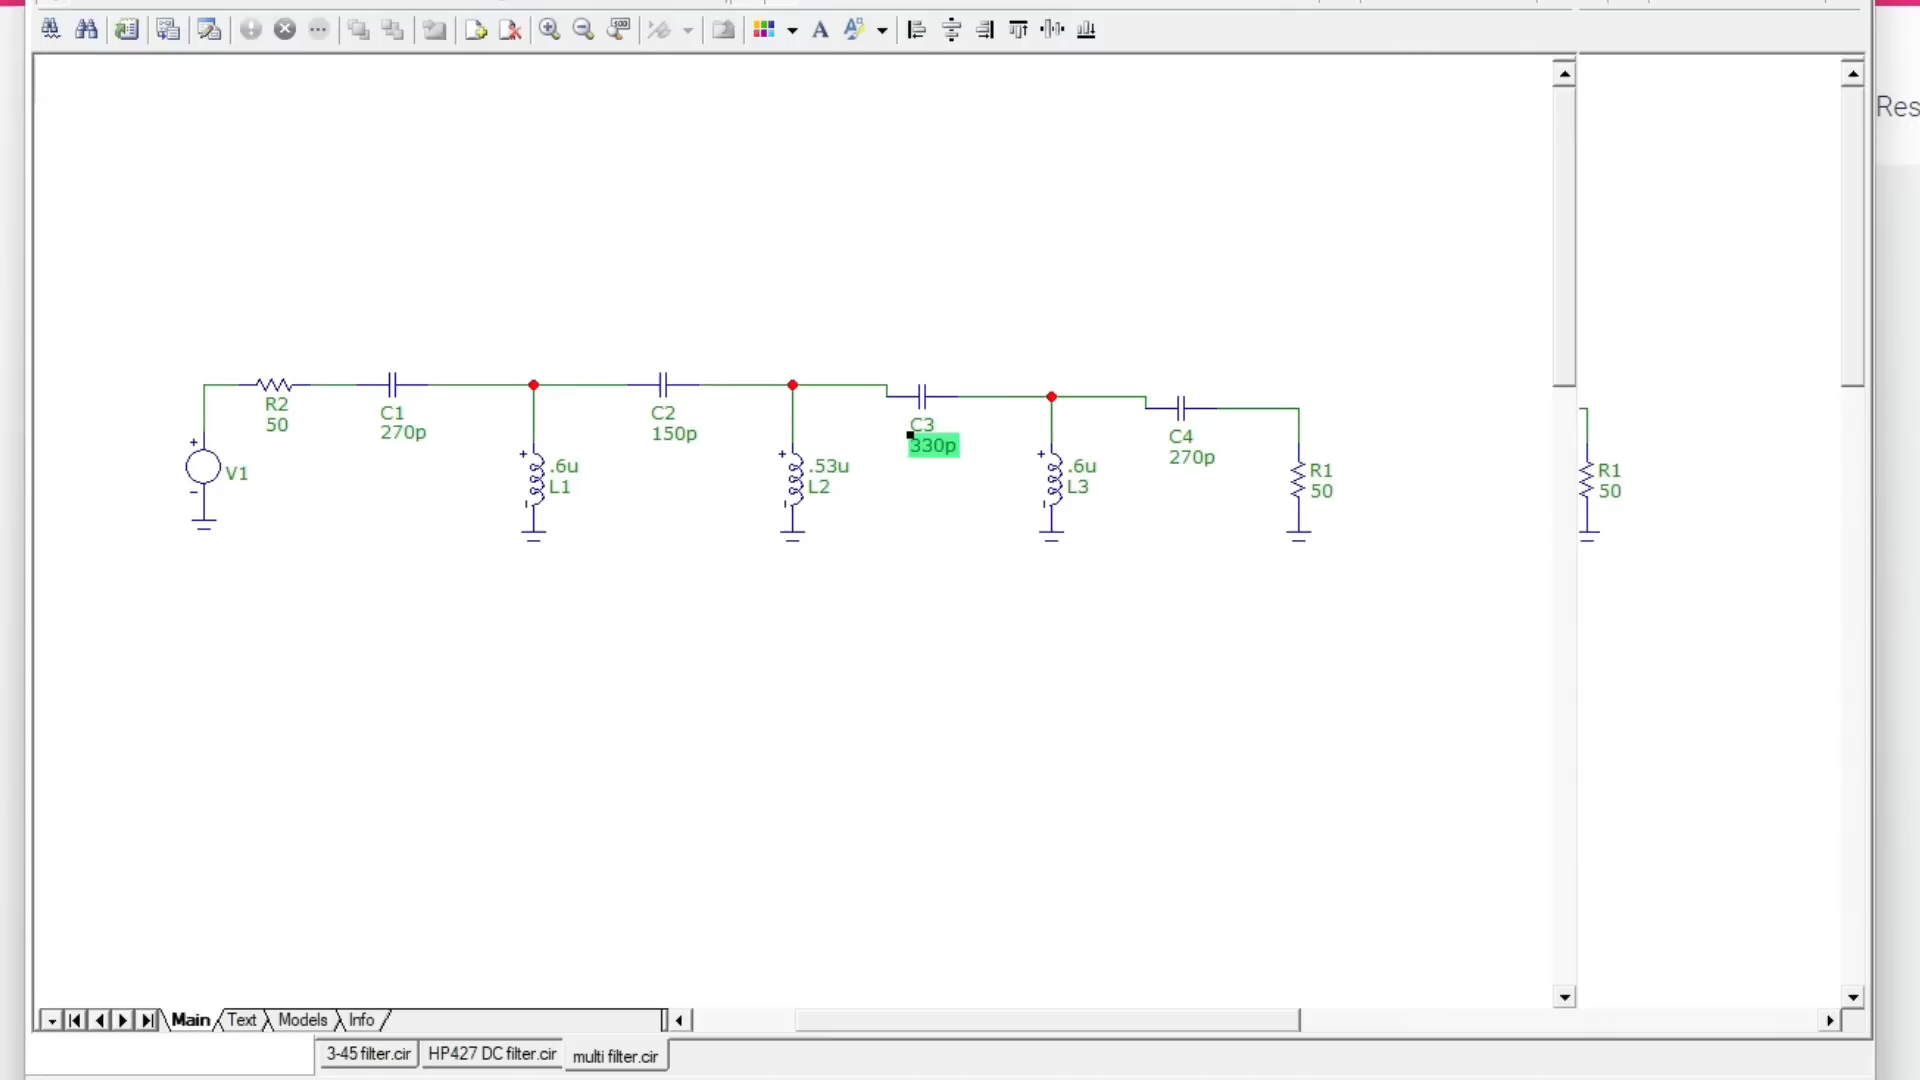 Res
R2
50
C1
270p
C2
150p
C3
330p
C4
270p
V1
.6u
L1
.53u
L2
.6u
L3
R1
50
R1
50
Main
Text
Models
Info
3-45 filter.cir
HP427 DC filter.cir
multi filter.cir